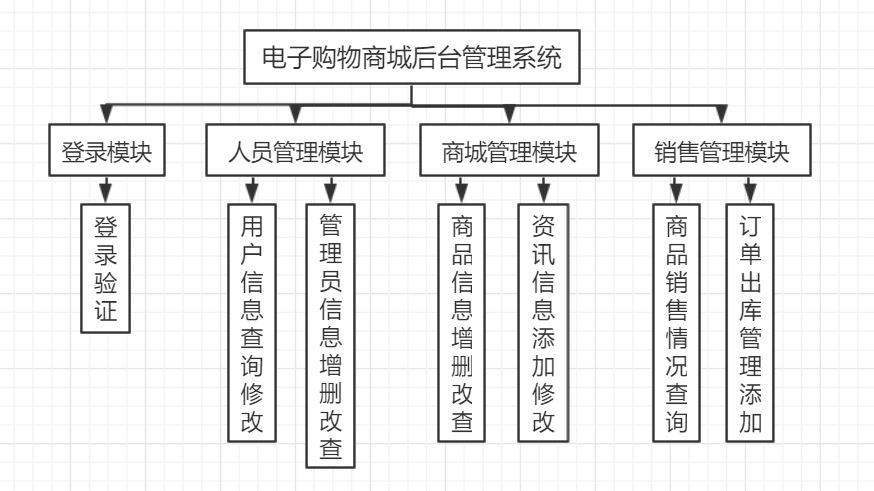 电子购物商城后台管理系统
登录模块
人员管理模块
商城管理模块
销售管理模块
登录验证
用户信息查询修改
管理员信息增删改查
商品信息增删改查
资讯信息添加修改
商品销售情况查询
订单出库管理添加